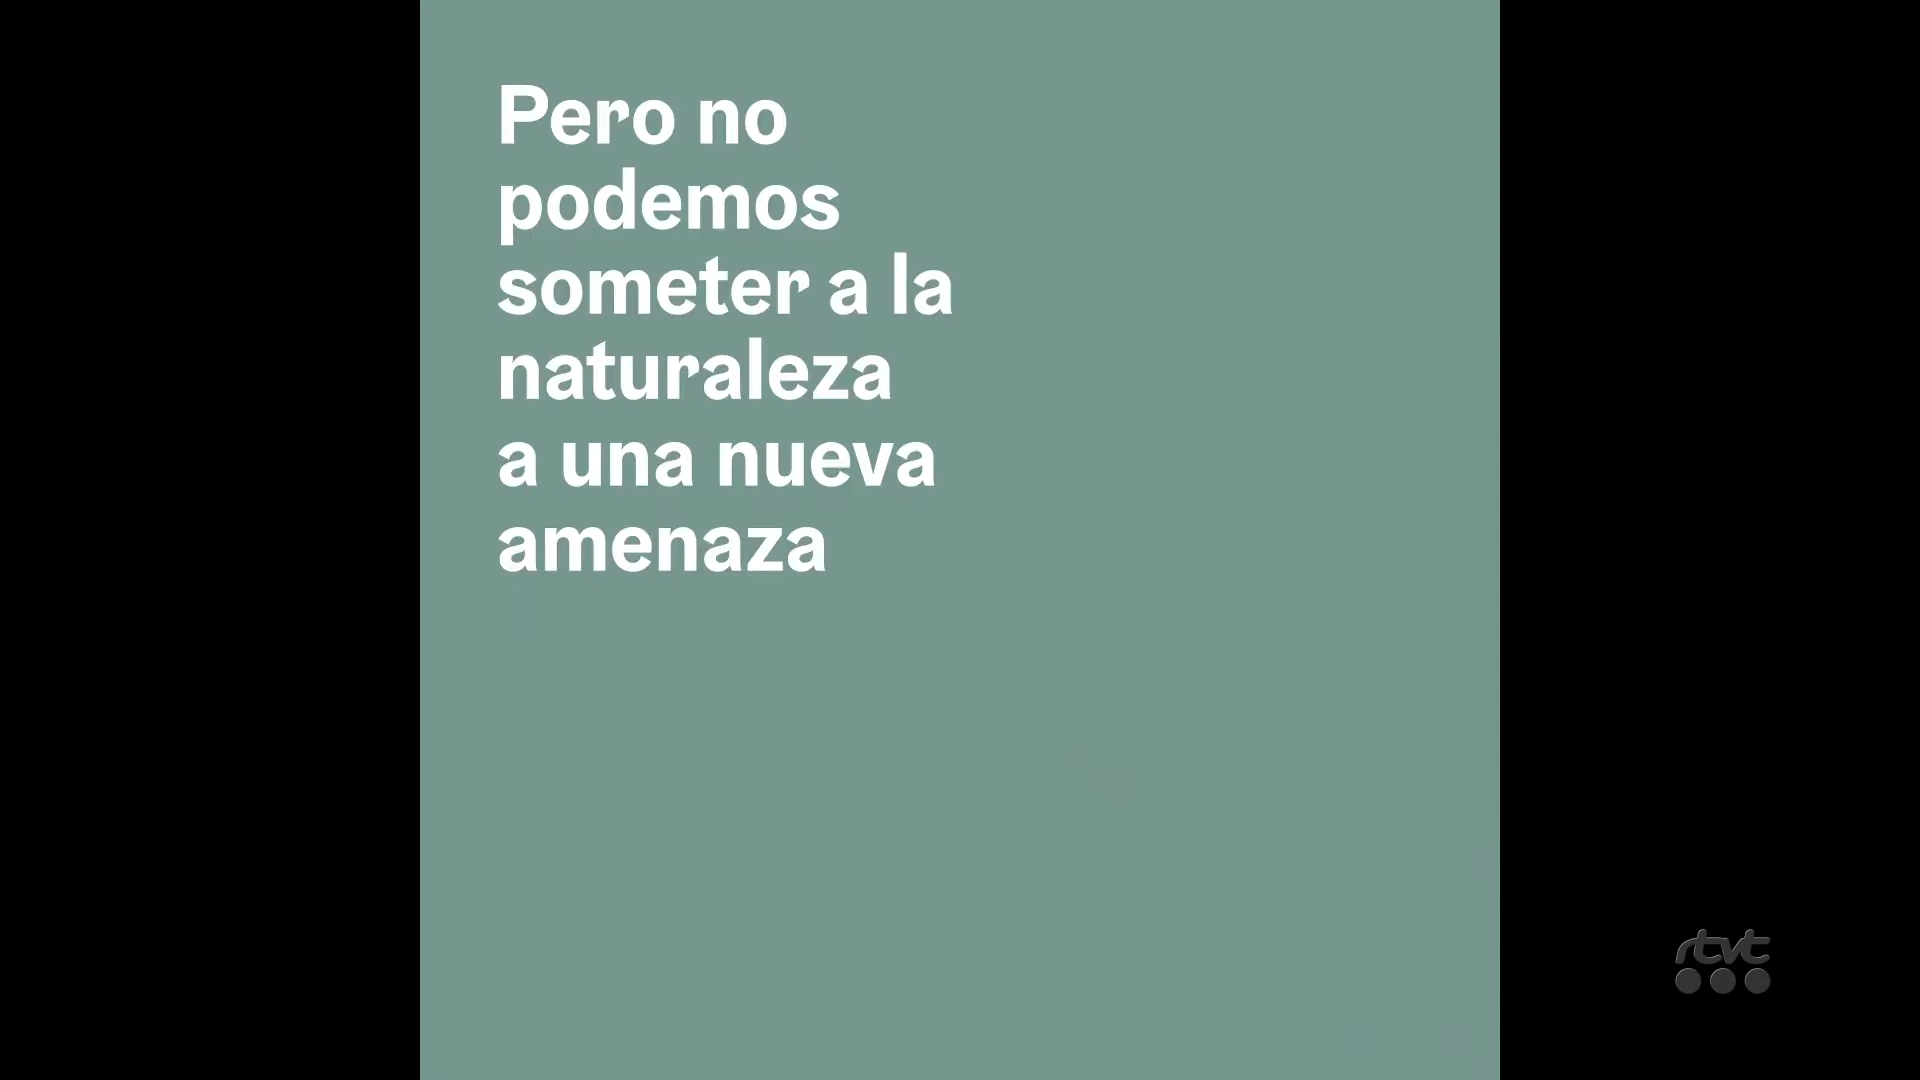 Pero no
podemos
someter a la
naturaleza
a una nueva
amenaza
rtvt